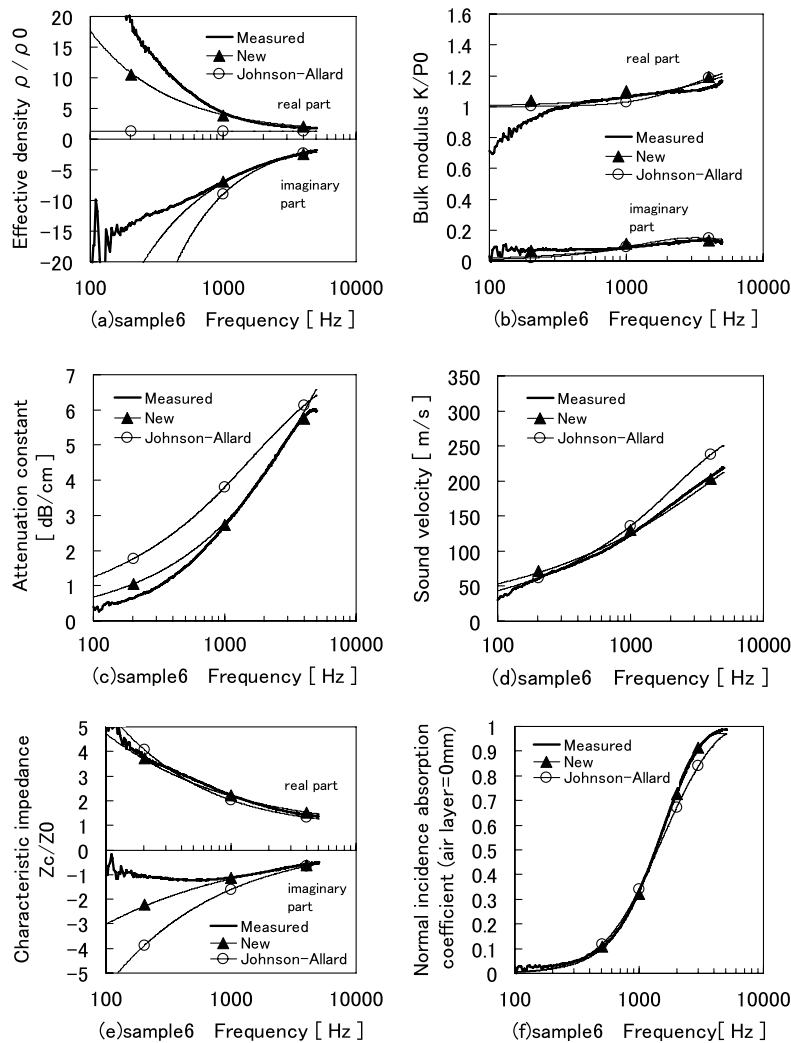 Effective density ρ/ρ0
20
15
10
5
0
-5
-10
-15
-20
Measured
New
Johnson-Allard
real part
imaginary
part
100
1000
10000
(a)sample6 Frequency [ Hz ]
Bulk modulus K/P0
1.6
1.4
1.2
1
0.8
0.6
0.4
0.2
0
real part
Measured
New
Johnson-Allard
imaginary
part
100
1000
10000
(b)sample6 Frequency [ Hz ]
Attenuation constant
[ dB/cm ]
7
6
5
4
3
2
1
0
Measured
New
Johnson-Allard
100
1000
10000
(c)sample6 Frequency [ Hz ]
Sound velocity [ m/s ]
350
300
250
200
150
100
50
0
Measured
New
Johnson-Allard
100
1000
10000
(d)sample6 Frequency [ Hz ]
Characteristic impedance
Zc/Z0
5
4
3
2
1
0
-1
-2
-3
-4
-5
real part
imaginary
part
Measured
New
Johnson-Allard
100
1000
10000
(e)sample6 Frequency [ Hz ]
Normal incidence absorption
coefficient (air layer=0mm)
1
0.9
0.8
0.7
0.6
0.5
0.4
0.3
0.2
0.1
0
Measured
New
Johnson-Allard
100
1000
10000
(f)sample6 Frequency[ Hz ]